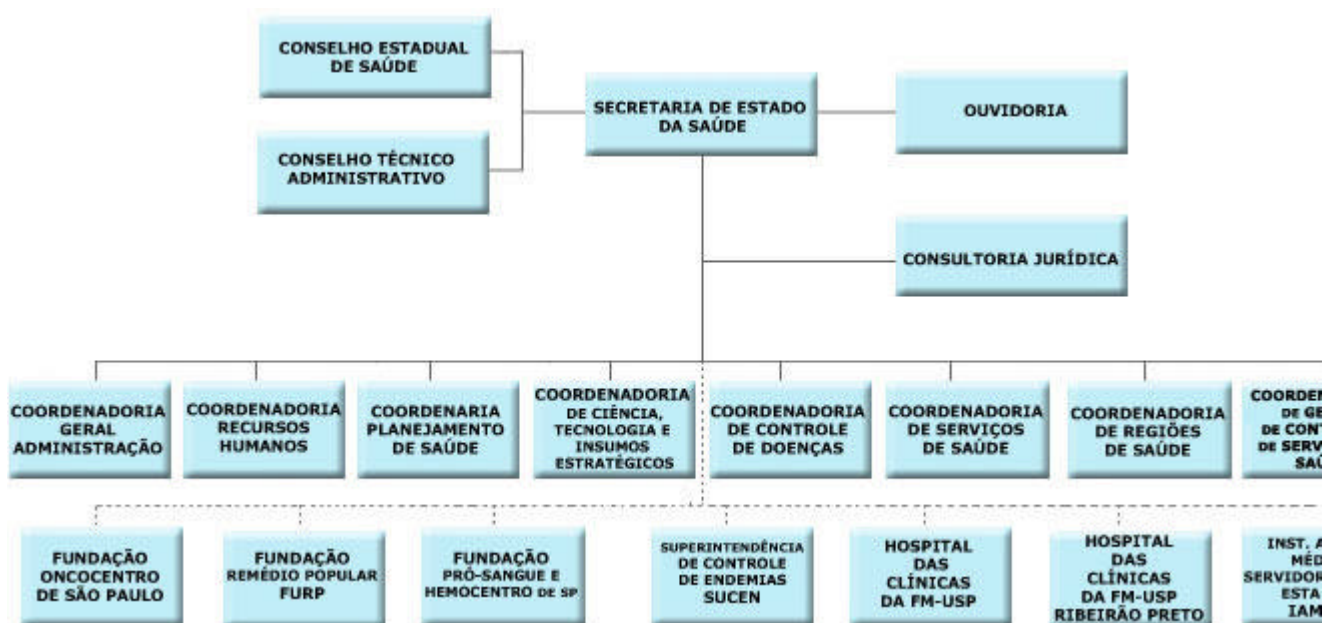 CONSELHO ESTADUAL
DE SAÚDE
SECRETARIA DE ESTADO
DA SAÚDE
OUVIDORIA
CONSELHO TÉCNICO
ADMINISTRATIVO
CONSULTORIA JURÍDICA
COORDENADORIA
GERAL
ADMINISTRAÇÃO
COORDENADORIA
RECURSOS
HUMANOS
COORDENARIA
PLANEJAMENTO
DE SAÚDE
COORDENADORIA
DE CIÊNCIA,
TECNOLOGIA E
INSUMOS
ESTRATÉGICOS
COORDENADORIA
DE CONTROLE
DE DOENÇAS
COORDENADORIA
DE SERVIÇOS
DE SAÚDE
COORDENADORIA
DE REGIÕES
DE SAÚDE
DE
DE
DE
FUNDAÇÃO
ONCOCENTRO
DE SÃO PAULO
FUNDAÇÃO
REMÉDIO POPULAR
FURP
FUNDAÇÃO
PRÓ-SANGUE E
HEMOCENTRO DE SP
SUPERINTENDÊNCIA
DE CONTROLE
DE ENDEMIAS
SUCEN
HOSPITAL
DAS
CLÍNICAS
DA FM-USP
HOSPITAL
DAS
CLÍNICAS
DA FM-USP
RIBEIRÃO PRETO
INST.